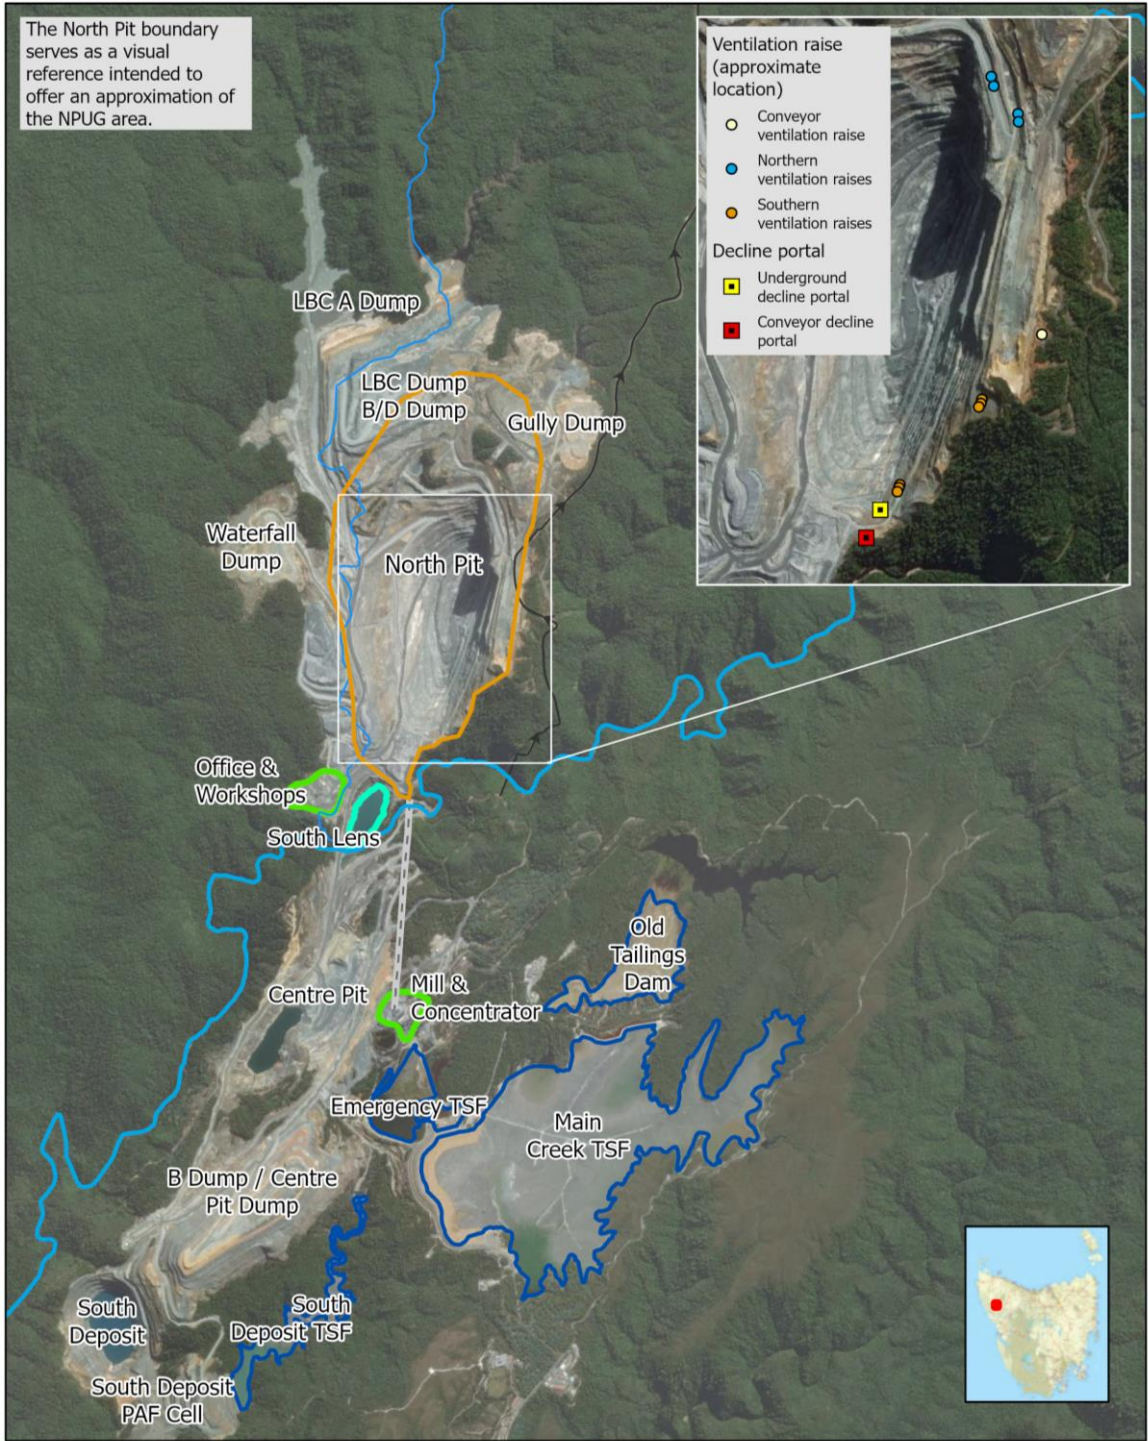 The North Pit boundary
serves as a visual
reference intended to
offer an approximation of
the NPUG area.
Ventilation raise
(approximate
location)
Conveyor
ventilation raise
Northern
ventilation raises
Southern
ventilation raises
Decline portal
Underground
decline portal
Conveyor decline
portal
LBC A Dump
LBC Dump
B/D Dump
Gully Dump
Waterfall
Dump
North Pit
Office &
Workshops
South Lens
Old
Tailings
Dam
Centre Pit
Mill &
Concentrator
Emergency TSF
Main
Creek TSF
B Dump / Centre
Pit Dump
South
Deposit
South
Deposit TSF
South Deposit
PAF Cell